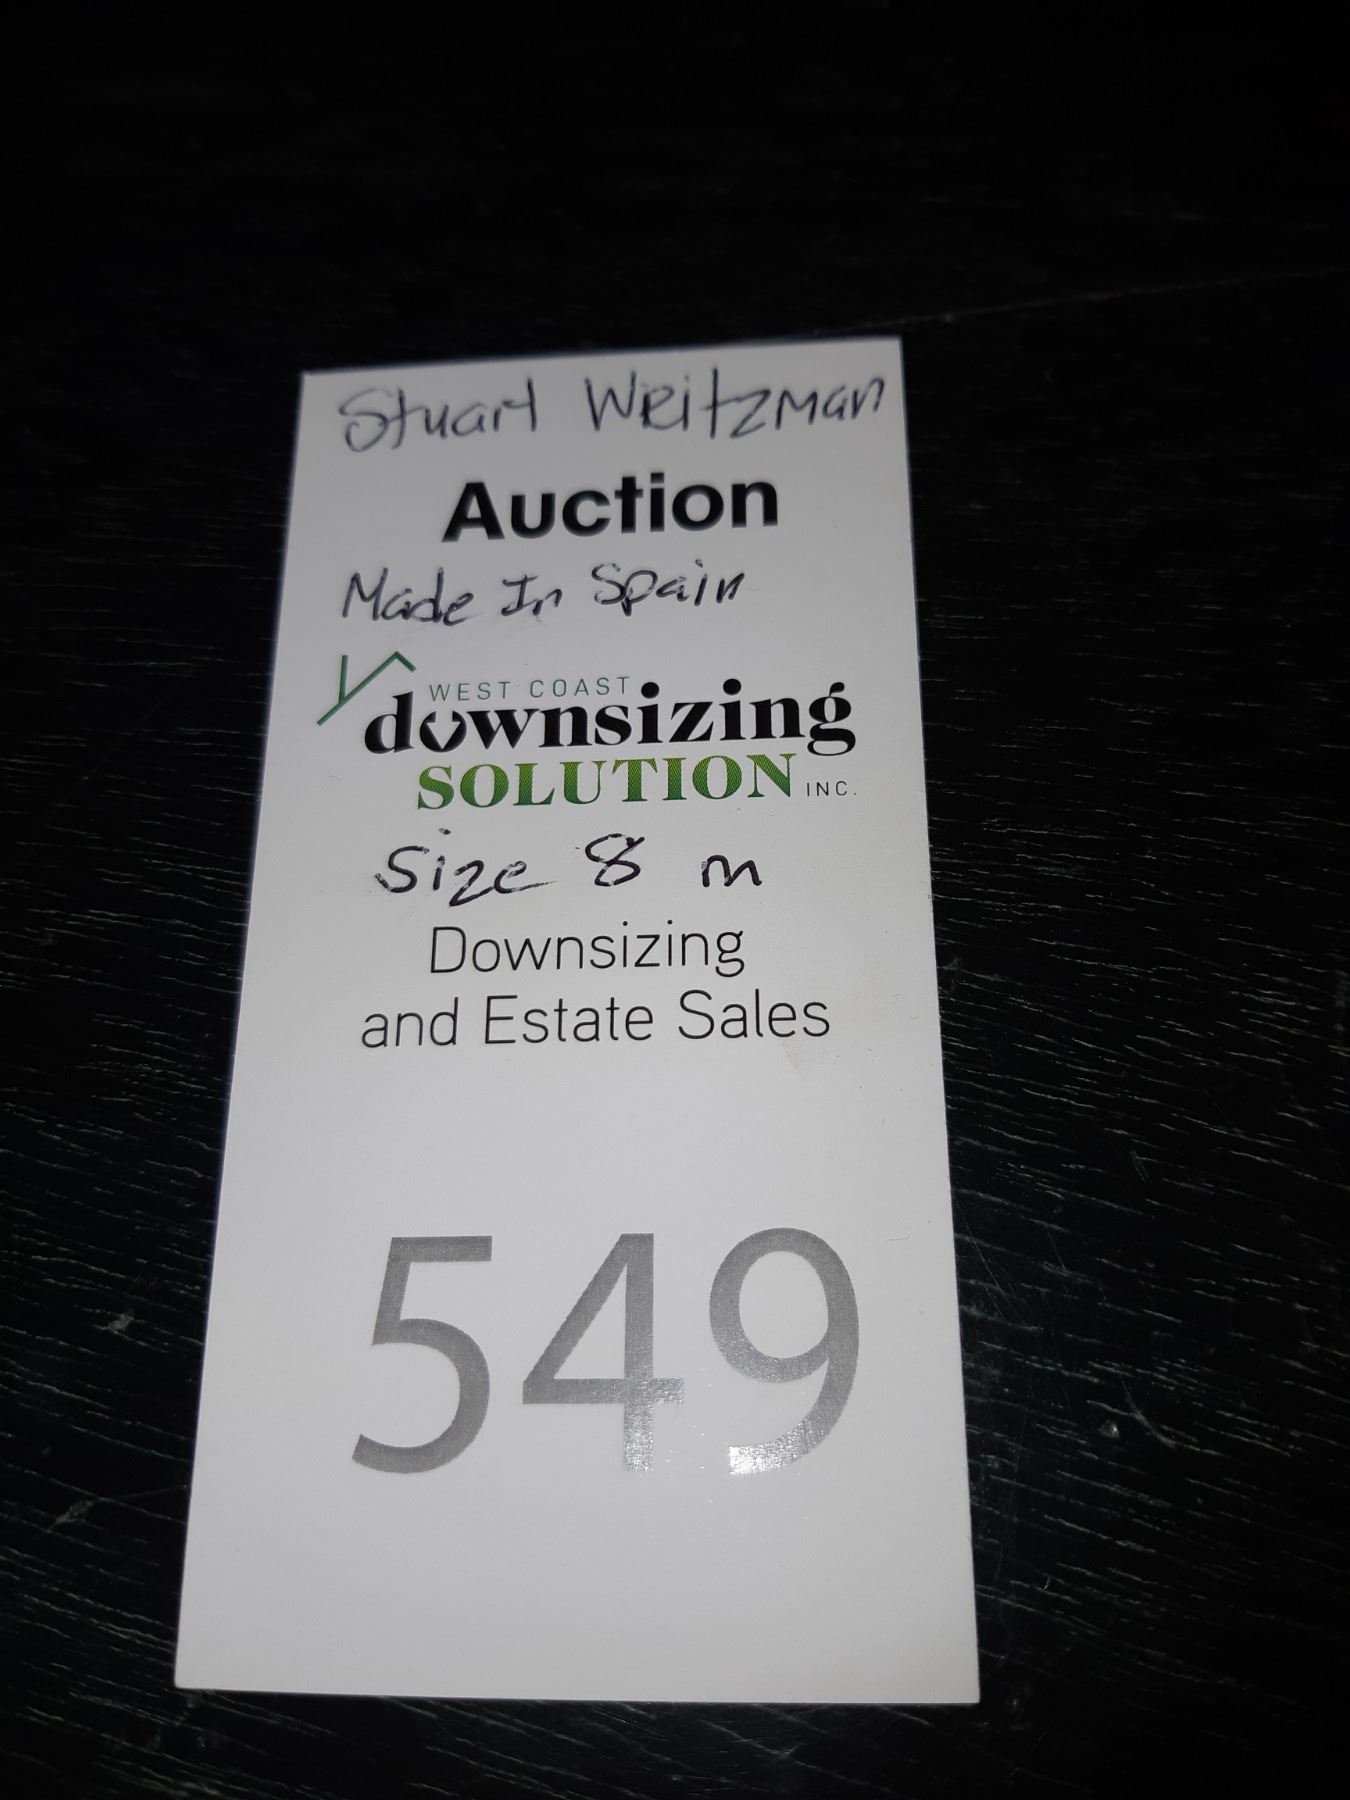 Stuart Weitzman
Auction
Made In Spain
WEST COAST
downsizing
SOLUTION INC.
Size 8 m
Downsizing
and Estate Sales
549